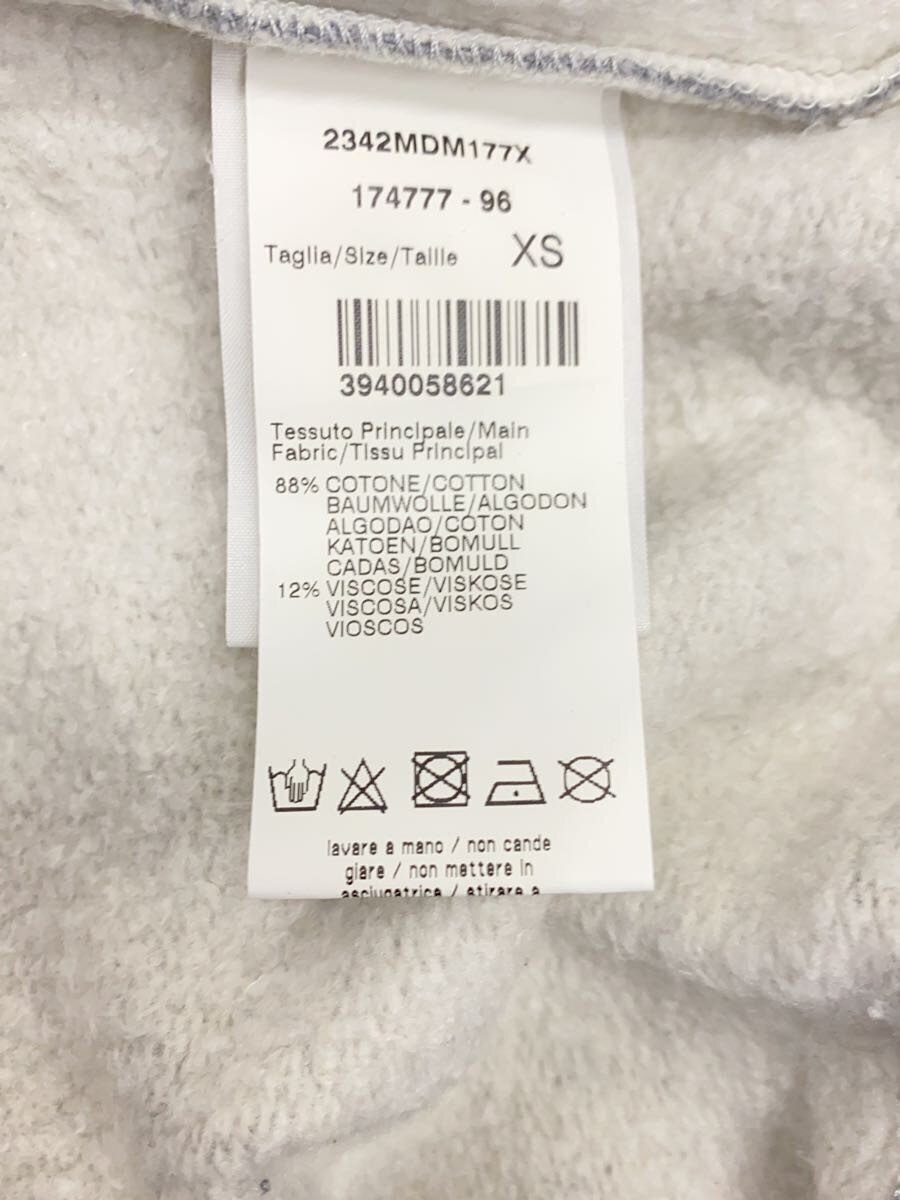 2342MDM177X
174777 - 96
Taglia/Size/Taille XS
3940058621
Tessuto Principale/Main
Fabric/Tissu Principal
88% COTONE/COTTON
BAUMWOLLE/ALGODON
ALGODAO/COTON
KATOEN/BOMULL
CADAS/BOMULD
12% VISCOSE/VISKOSE
VISCOSA/VISKOS
VIOSCOS
lavare a mano / non cande
giare / non mettere in
asciugatrice / stirare a